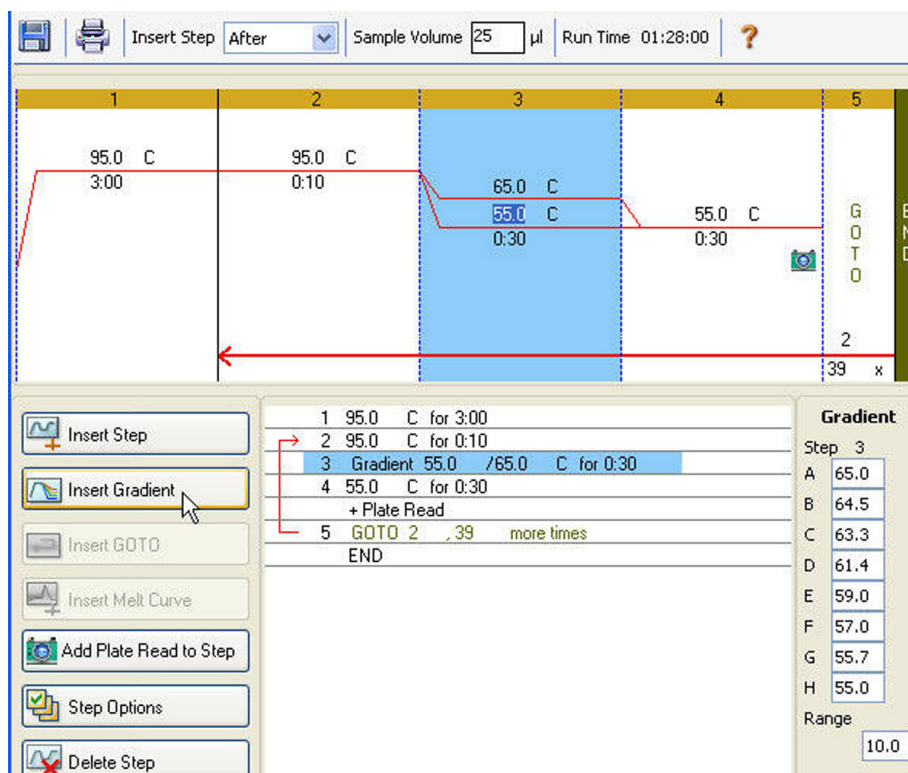 Insert Step After Sample Volume 25 µl Run Time 01:28:00 ?
1 2 3 4 5
95.0 C 95.0 C
3:00 0:10
65.0 C
55.0 C 55.0 C
0:30 0:30
G
O
T
O
E
N
D
2
39 x
Insert Step
Insert Gradient
Insert GOTO
Insert Melt Curve
Add Plate Read to Step
Step Options
Delete Step
1 95.0 C for 3:00
2 95.0 C for 0:10
3 Gradient 55.0 /65.0 C for 0:30
4 55.0 C for 0:30
+ Plate Read
5 GOTO 2 , 39 more times
END
Gradient
Step 3
A 65.0
B 64.5
C 63.3
D 61.4
E 59.0
F 57.0
G 55.7
H 55.0
Range
10.0